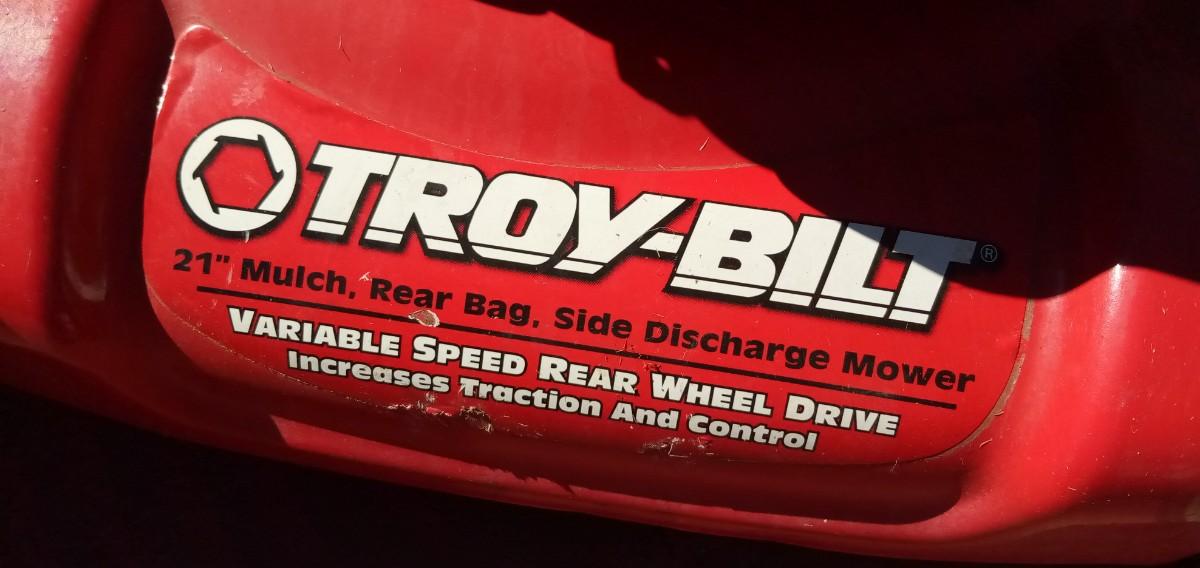 TROY-BILT®
21" Mulch, Rear Bag, Side Discharge Mower
VARIABLE SPEED REAR WHEEL DRIVE
Increases Traction And Control